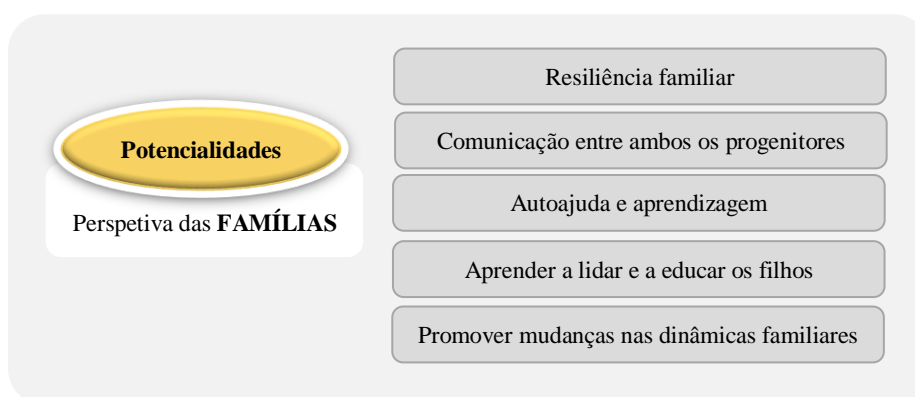 Potencialidades
Perspetiva das FAMÍLIAS
Resiliência familiar
Comunicação entre ambos os progenitores
Autoajuda e aprendizagem
Aprender a lidar e a educar os filhos
Promover mudanças nas dinâmicas familiares